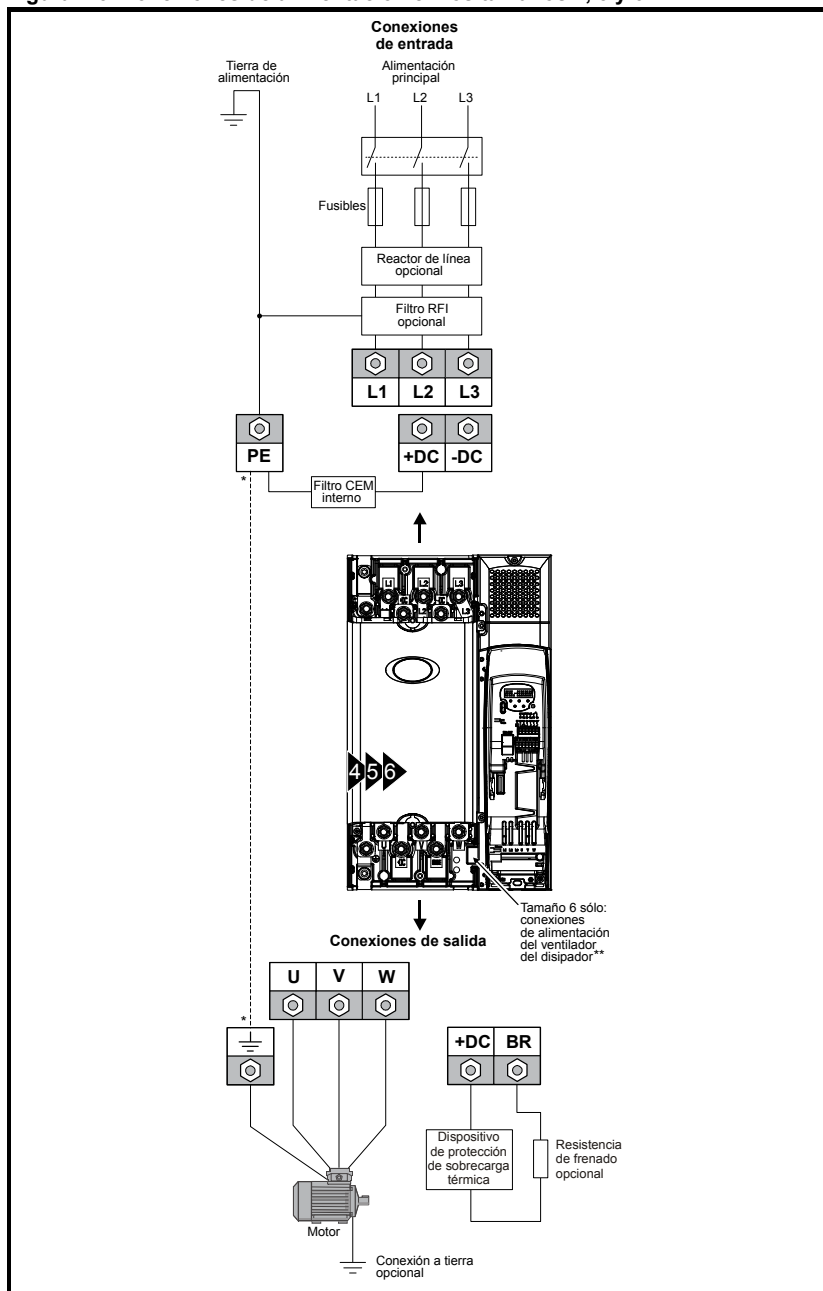 Conexiones
de entrada
Tierra de
alimentación
Alimentación
principal
L1 L2 L3
Fusibles
Reactor de línea
opcional
Filtro RFI
opcional
L1 L2 L3
PE
+DC -DC
*
Filtro CEM
interno
L1 L2 L3
4 5 6
Tamaño 6 sólo:
conexiones
de alimentación
del ventilador
del disipador**
Conexiones de salida
U V W
*
+DC BR
Dispositivo
de protección
de sobrecarga
térmica
Resistencia
de frenado
opcional
Motor
Conexión a tierra
opcional